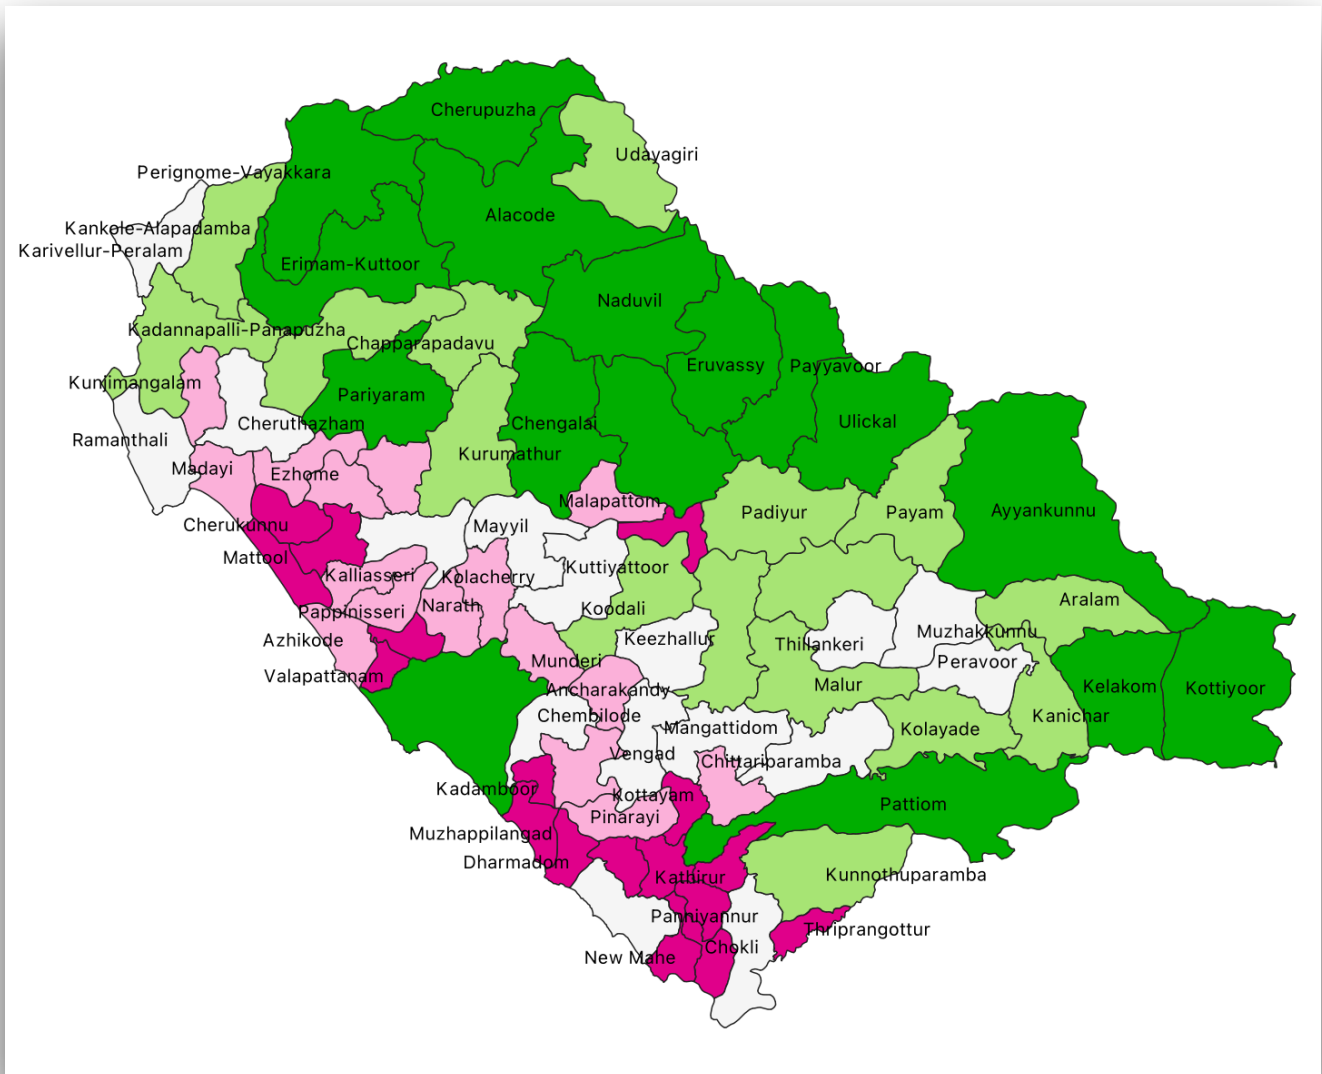 Cherupuzha
Udayagiri
Perignome-Vayakkara
Alacode
Kankole-Alapadamba
Karivellur-Peralam
Erimam-Kuttoor
Naduvil
Kadannapalli-Panapuzha
Chapparapadavu
Eruvassy
Payyavoor
Kunjimangalam
Pariyaram
Cheruthazham
Chengalai
Ulickal
Ramanthali
Kurumathur
Madayi
Ezhome
Malapattom
Padiyur
Payam
Ayyankunnu
Cherukunnu
Mayyil
Mattool
Kuttiyattoor
Kalliasseri
Kolacherry
Aralam
Pappinisseri
Narath
Koodali
Azhikode
Keezhallur
Thillankeri
Muzhakkunnu
Munderi
Peravoor
Valapattanam
Ancharakandy
Malur
Kelakom
Kottiyoor
Chembilode
Mangattidom
Kolayade
Kanichar
Vengad
Chittariparamba
Kadamboor
Kottayam
Pattiom
Pinarayi
Muzhappilangad
Dharmadom
Kathirur
Kunnothuparamba
Panniyannur
Thriprangottur
New Mahe
Chokli